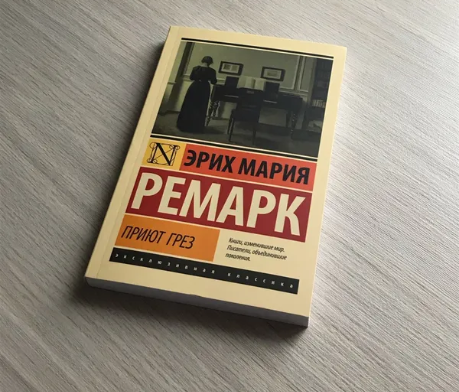 N
ЭРИХ МАРИЯ
РЕМАРК
ПРИЮТ ГРЕЗ
Книги, изменившие мир.
Писатели, объединившие
поколения.
ЭКСКЛЮЗИВНАЯ КЛАССИКА